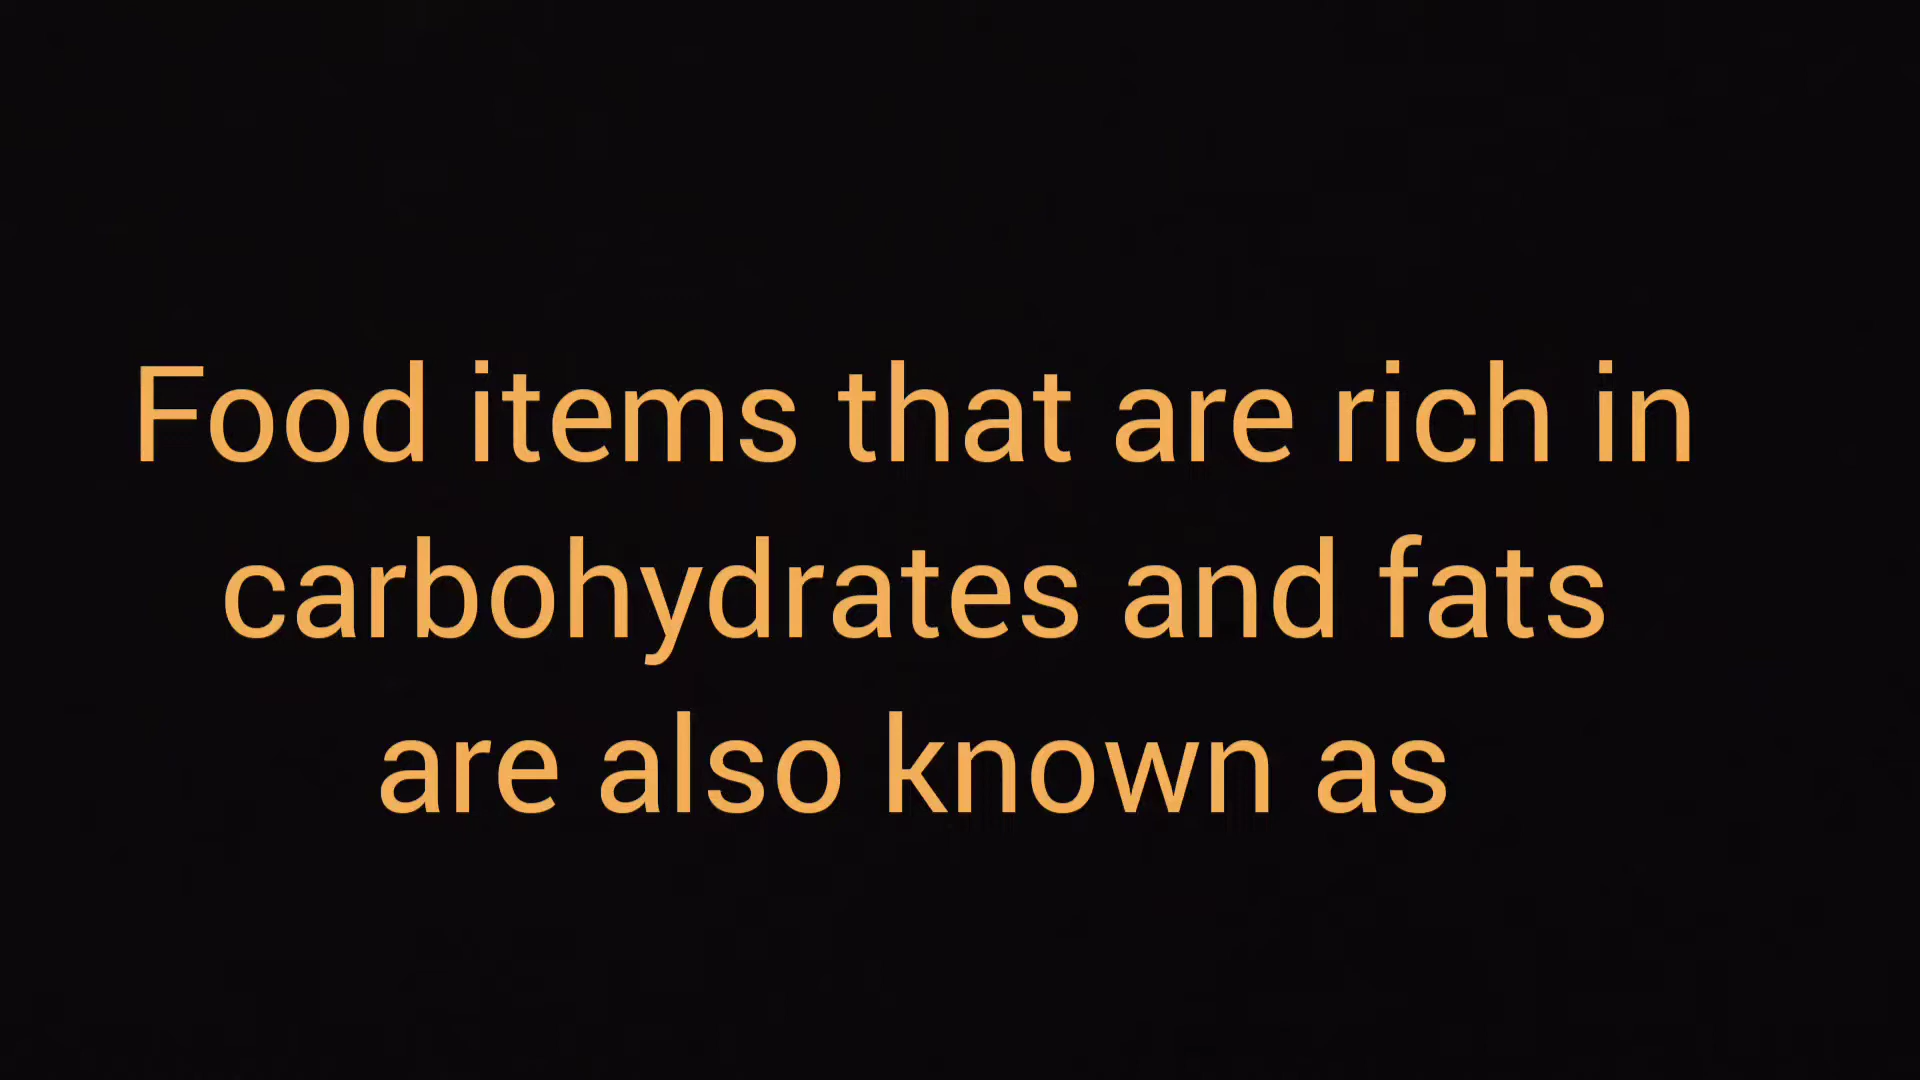 Food items that are rich in
carbohydrates and fats
are also known as